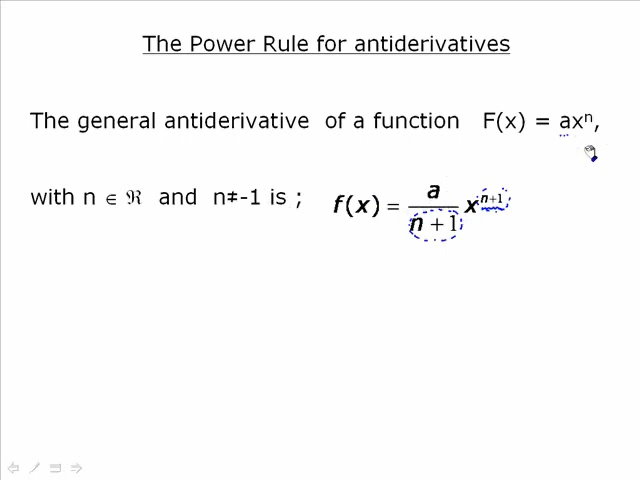 The Power Rule for antiderivatives
The general antiderivative of a function F(x) = axⁿ,
with n ∈ ℜ and n≠-1 is ; f(x) = a/(n + 1) xⁿ⁺¹